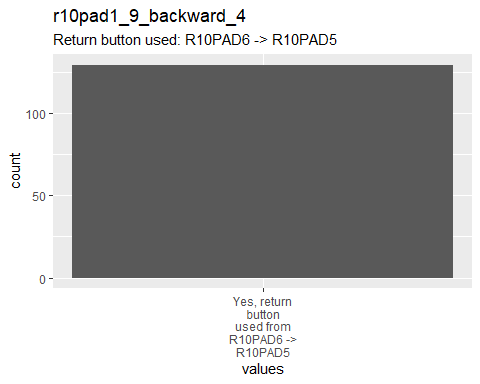 r10pad1_9_backward_4
Return button used: R10PAD6 -> R10PAD5
count
100
50
0
Yes, return
button
used from
R10PAD6 ->
R10PAD5
values